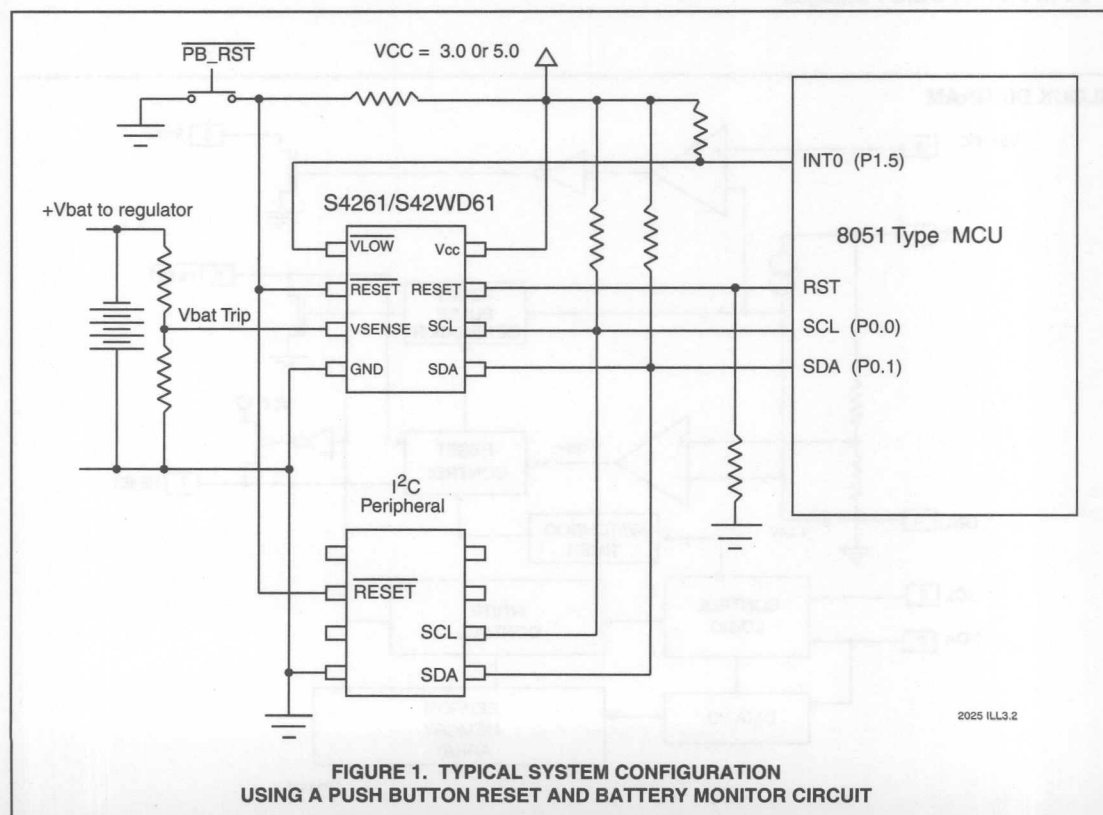 PB_RST
VCC = 3.0 0r 5.0
INT0 (P1.5)
S4261/S42WD61
+Vbat to regulator
8051 Type MCU
VLOW
Vcc
RESET
RESET
RST
Vbat Trip
VSENSE
SCL
SCL (P0.0)
GND
SDA
SDA (P0.1)
I²C
Peripheral
RESET
SCL
SDA
2025 ILL3.2
FIGURE 1. TYPICAL SYSTEM CONFIGURATION
USING A PUSH BUTTON RESET AND BATTERY MONITOR CIRCUIT